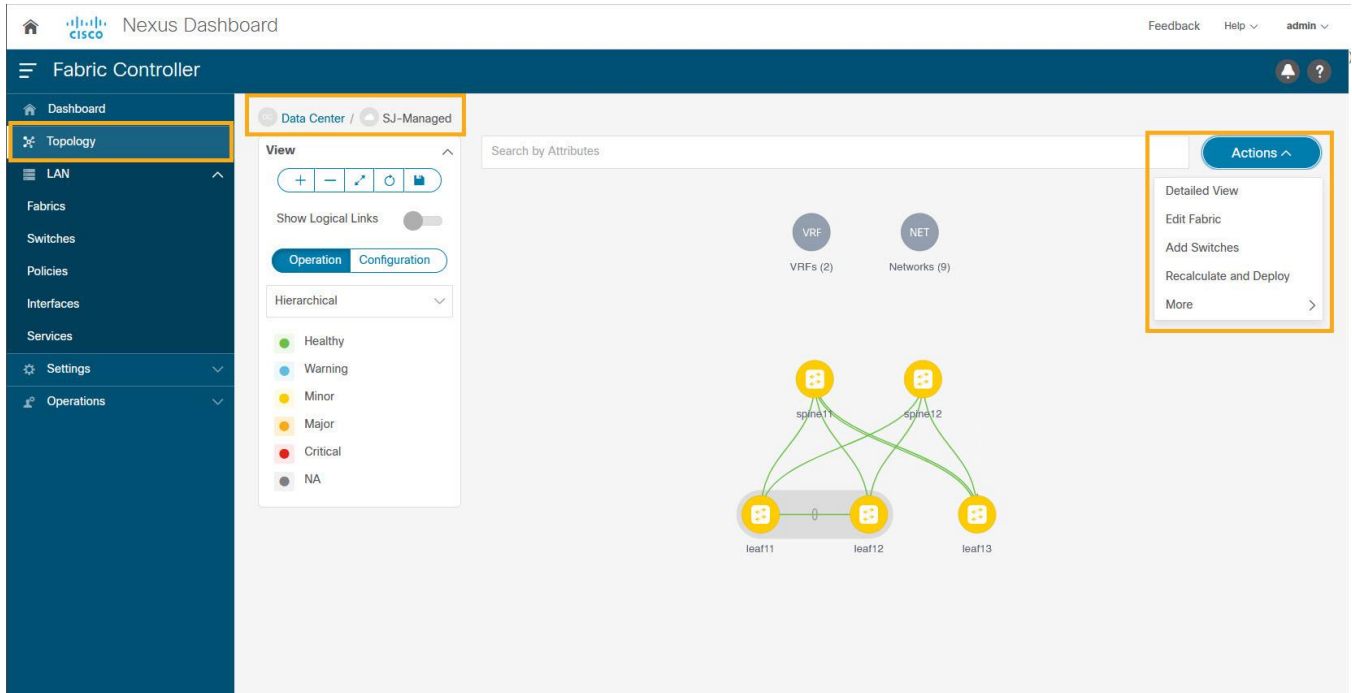 CISCO Nexus Dashboard
Feedback Help admin
Fabric Controller
?
Dashboard
Topology
LAN
Fabrics
Switches
Policies
Interfaces
Services
Settings
Operations
Data Center / SJ-Managed
View
Show Logical Links
Operation Configuration
Hierarchical
Healthy
Warning
Minor
Major
Critical
NA
Search by Attributes
Actions
Detailed View
Edit Fabric
Add Switches
Recalculate and Deploy
More
VRF NET
VRFs (2) Networks (9)
spine11 spine12
leaf11 leaf12 leaf13